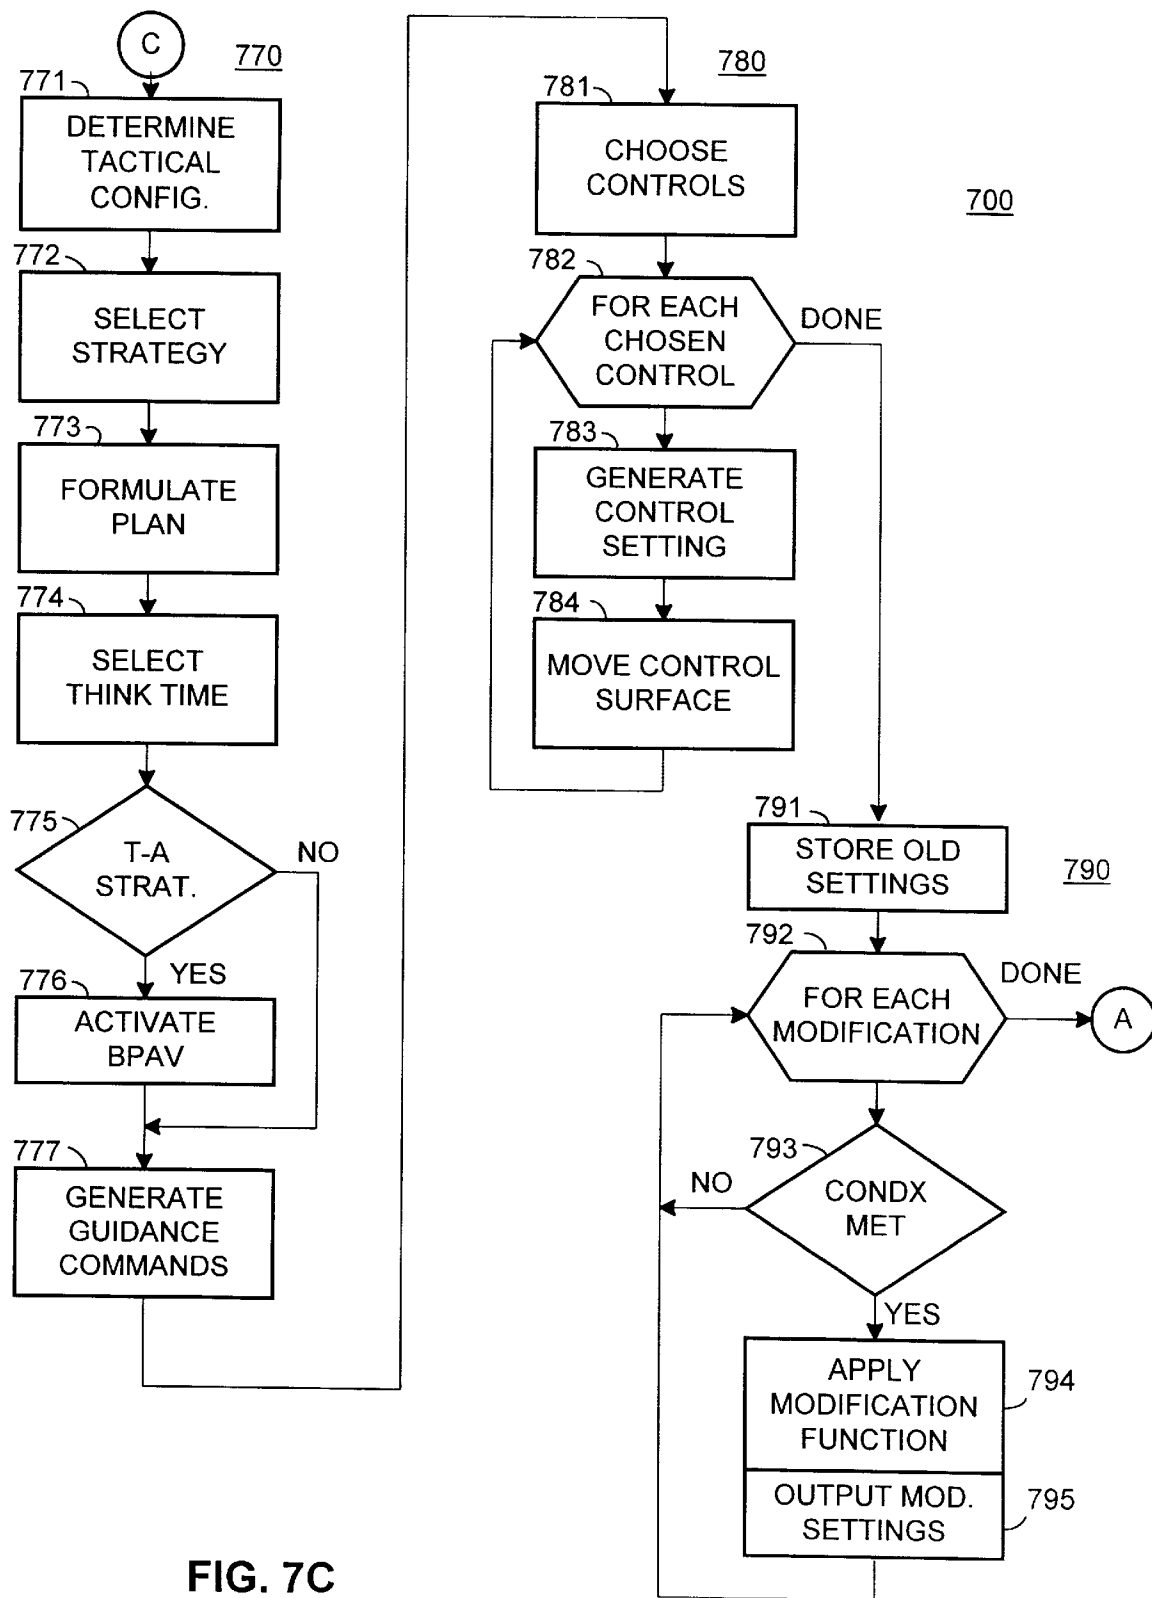 C
770
771
DETERMINE
TACTICAL
CONFIG.
772
SELECT
STRATEGY
773
FORMULATE
PLAN
774
SELECT
THINK TIME
775
T-A
STRAT.
NO
YES
776
ACTIVATE
BPAV
777
GENERATE
GUIDANCE
COMMANDS
780
781
CHOOSE
CONTROLS
700
782
FOR EACH
CHOSEN
CONTROL
DONE
783
GENERATE
CONTROL
SETTING
784
MOVE CONTROL
SURFACE
791
STORE OLD
SETTINGS
790
792
FOR EACH
MODIFICATION
DONE
A
793
CONDX
MET
NO
YES
APPLY
MODIFICATION
FUNCTION
794
OUTPUT MOD.
SETTINGS
795
FIG. 7C